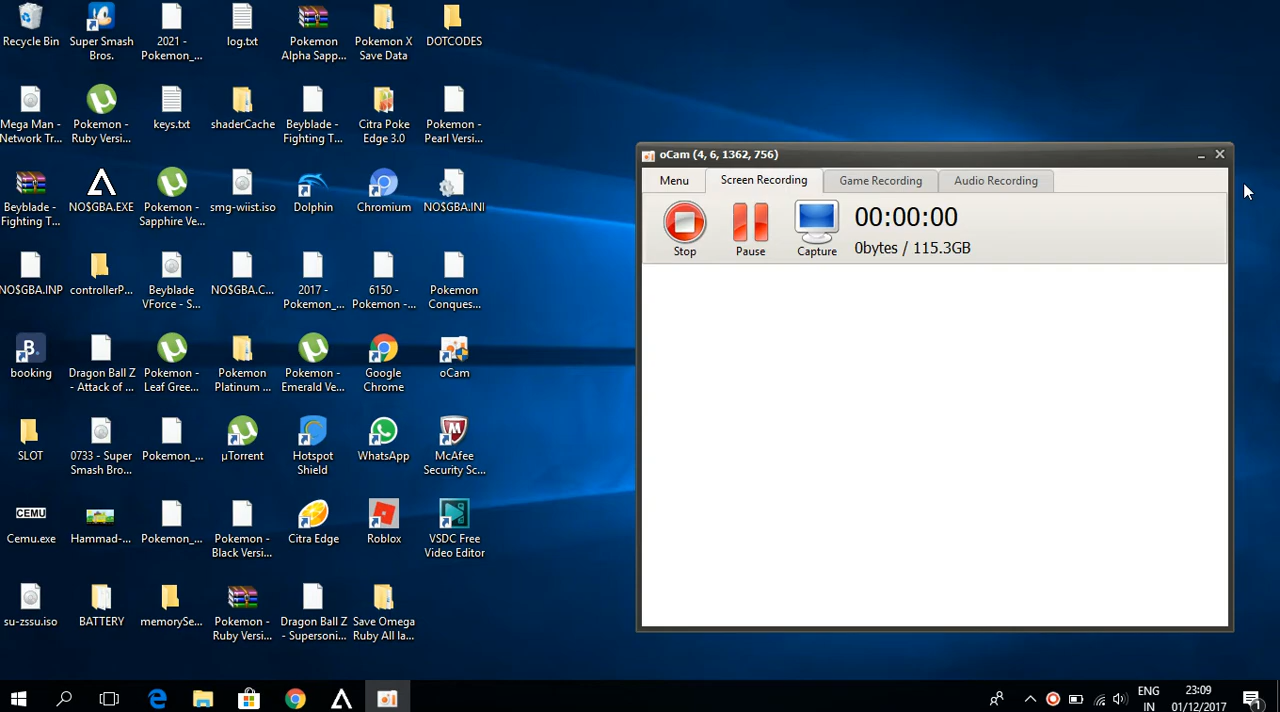 Recycle Bin
Super Smash
Bros.
2021 -
Pokemon_...
log.txt
Pokemon
Alpha Sapp...
Pokemon X
Save Data
DOTCODES
Mega Man -
Network Tr...
Pokemon -
Ruby Versi...
keys.txt
shaderCache
Beyblade -
Fighting T...
Citra Poke
Edge 3.0
Pokemon -
Pearl Versi...
Beyblade -
Fighting T...
NO$GBA.EXE
Pokemon -
Sapphire Ve...
smg-wiist.iso
Dolphin
Chromium
NO$GBA.INI
NO$GBA.INP
controllerP...
Beyblade
VForce - S...
NO$GBA.C...
2017 -
Pokemon_...
6150 -
Pokemon -...
Pokemon
Conques...
B.
booking
Dragon Ball Z
- Attack of ...
Pokemon -
Leaf Gree...
Pokemon
Platinum ...
Pokemon -
Emerald Ve...
Google
Chrome
oCam
SLOT
0733 - Super
Smash Bro...
Pokemon_...
µTorrent
Hotspot
Shield
WhatsApp
McAfee
Security Sc...
CEMU
Cemu.exe
Hammad-...
Pokemon_...
Pokemon -
Black Versi...
Citra Edge
Roblox
VSDC Free
Video Editor
su-zssu.iso
BATTERY
memorySe...
Pokemon -
Ruby Versi...
Dragon Ball
Z - Supersoni...
Save Omega
Ruby All la...
oCam (4, 6, 1362, 756)
Menu
Screen Recording
Game Recording
Audio Recording
Stop
Pause
Capture
00:00:00
0bytes / 115.3GB
ENG
IN
23:09
01/12/2017
1